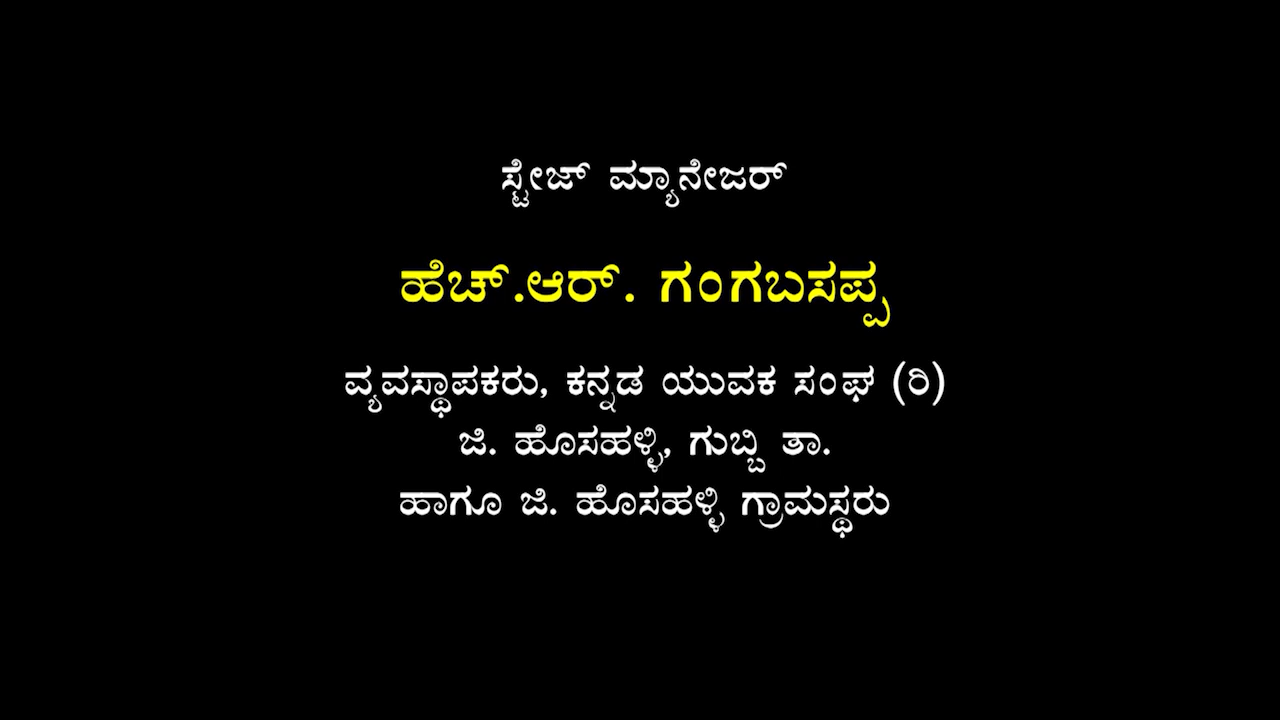 ಸ್ಟೇಜ್ ಮ್ಯಾನೇಜರ್
ಹೆಚ್.ಆರ್. ಗಂಗಬಸಪ್ಪ
ವ್ಯವಸ್ಥಾಪಕರು, ಕನ್ನಡ ಯುವಕ ಸಂಘ (ರಿ)
ಜಿ. ಹೊಸಹಳ್ಳಿ, ಗುಬ್ಬಿ ತಾ.
ಹಾಗೂ ಜಿ. ಹೊಸಹಳ್ಳಿ ಗ್ರಾಮಸ್ಥರು